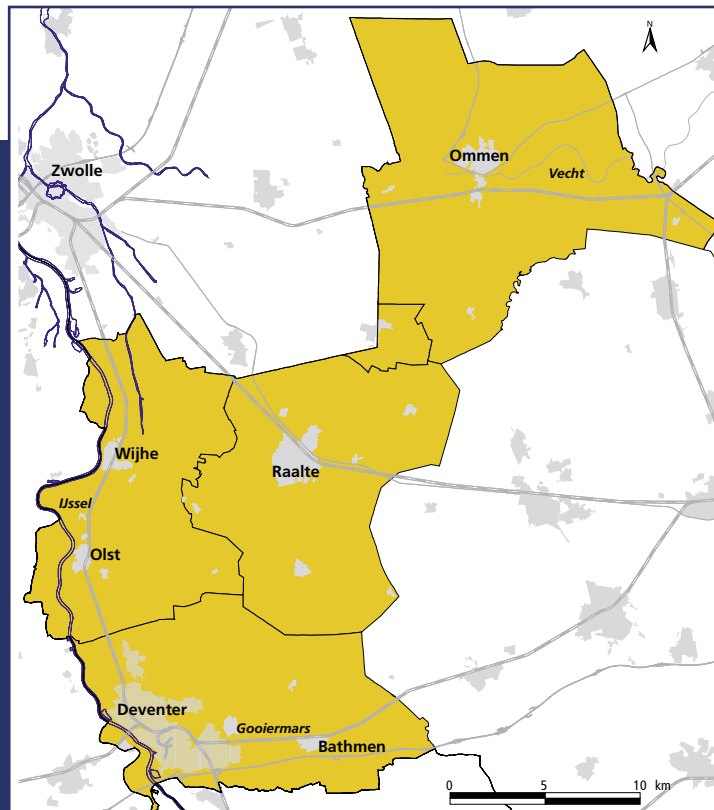 N
Ommen
Zwolle
Vecht
Wijhe
Raalte
IJssel
Olst
Deventer
Gooiermars
Bathmen
0 5 10 km